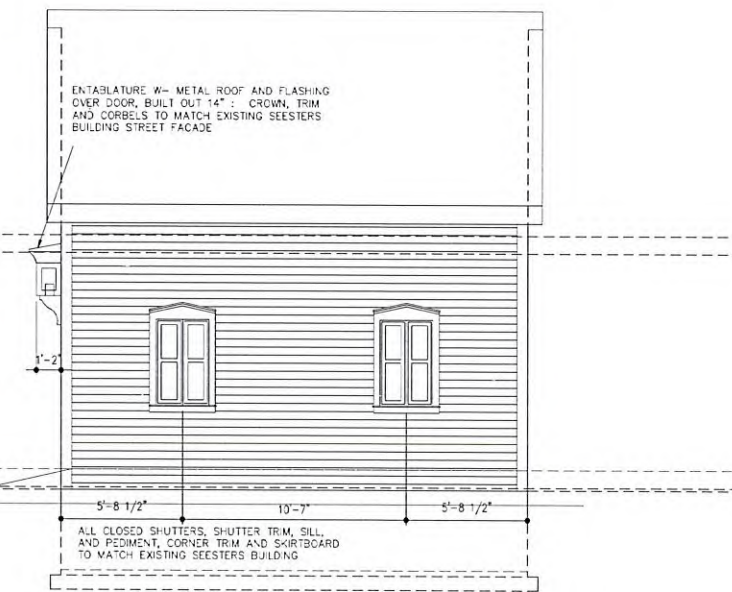 ENTABLATURE W- METAL ROOF AND FLASHING
OVER DOOR, BUILT OUT 14" : CROWN, TRIM
AND CORBELS TO MATCH EXISTING SEESTERS
BUILDING STREET FACADE
1'-2"
5'-8 1/2"
10'-7"
5'-8 1/2"
ALL CLOSED SHUTTERS, SHUTTER TRIM, SILL,
AND PEDIMENT, CORNER TRIM AND SKIRTBOARD
TO MATCH EXISTING SEESTERS BUILDING